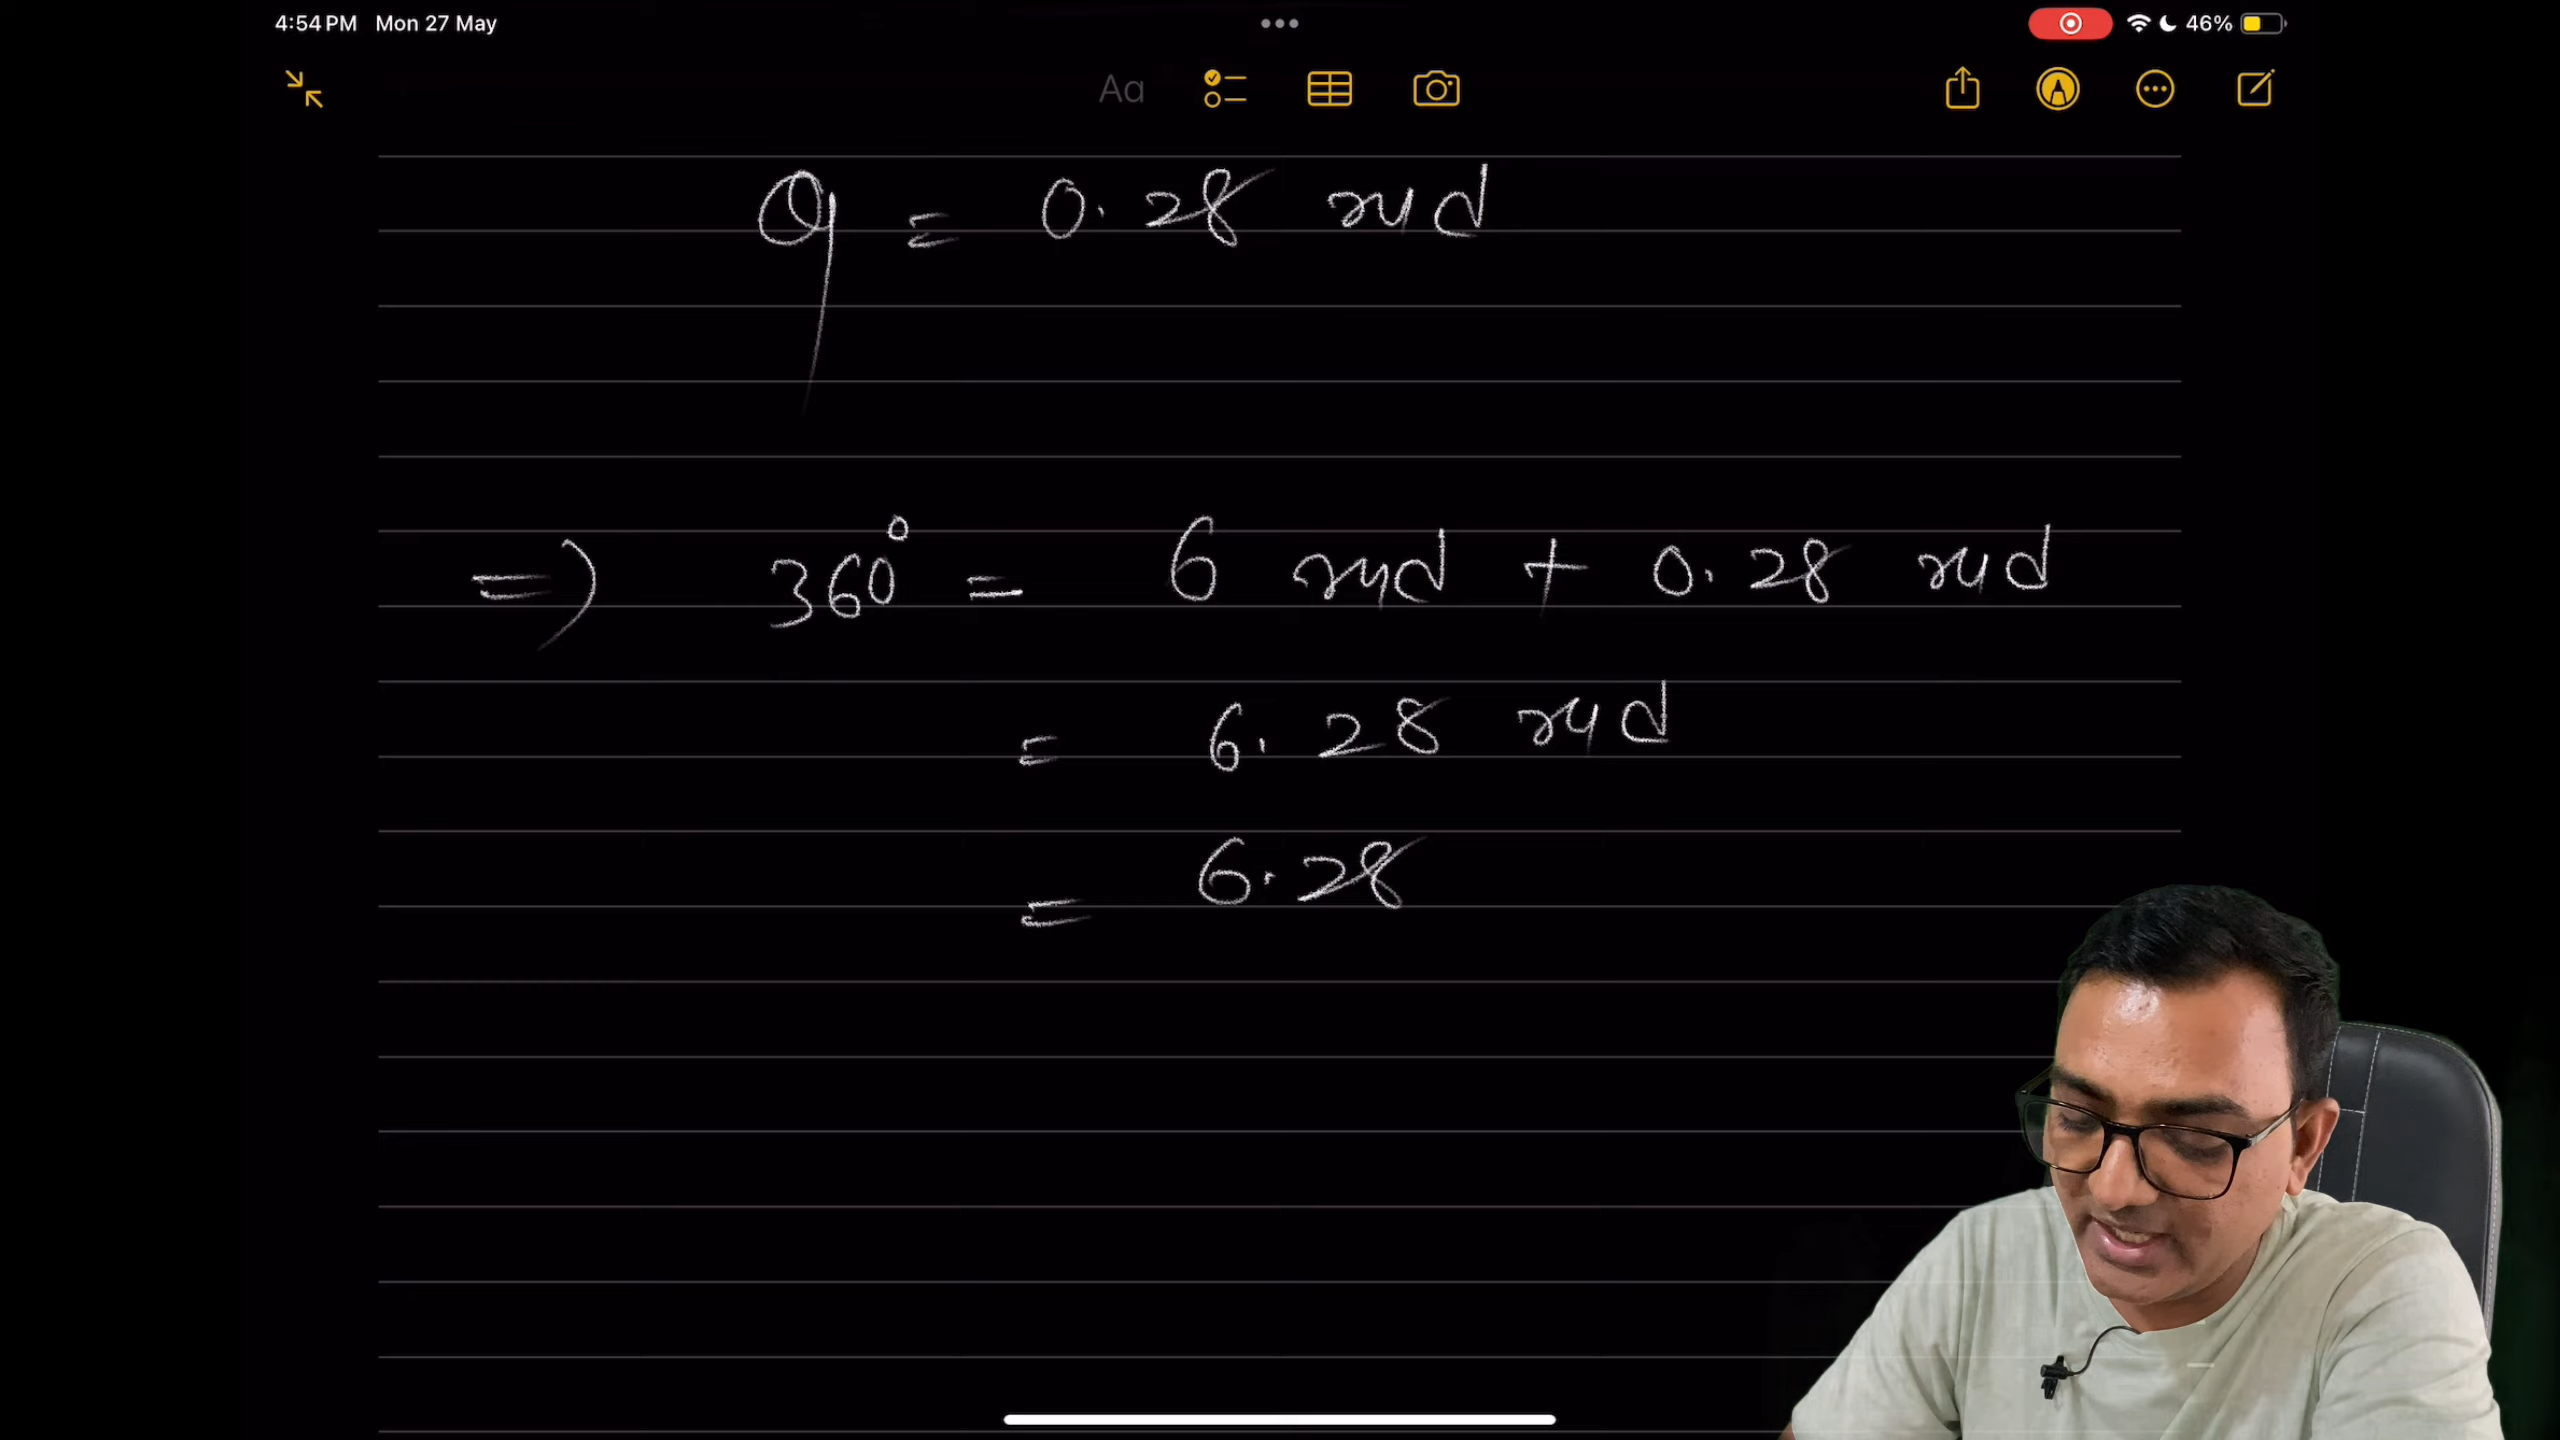 4:54 PM Mon 27 May
46%
Aa
θ = 0.28 rad
⇒ 360° = 6 rad + 0.28 rad
= 6.28 rad
= 6.28